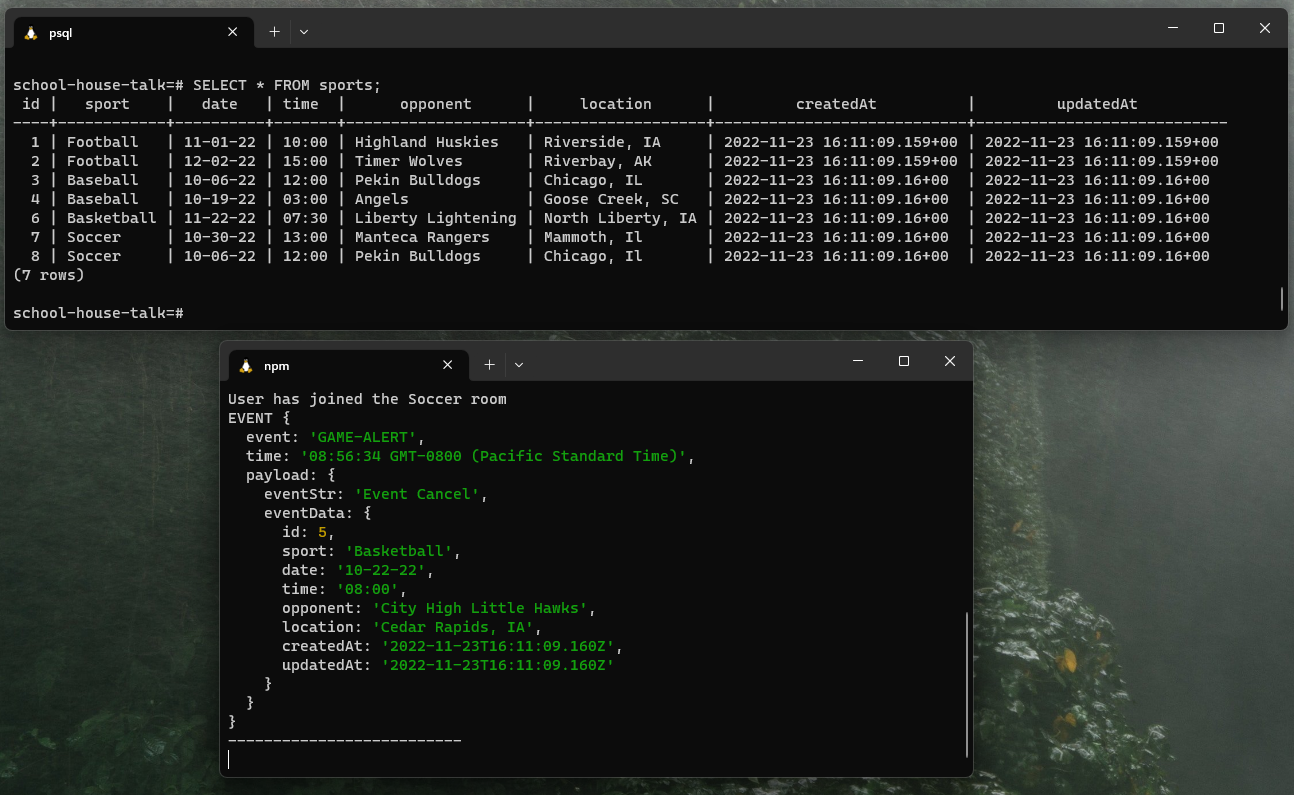 psql
school-house-talk=# SELECT * FROM sports;
 id |   sport    |   date   | time  |      opponent      |     location      |         createdAt          |         updatedAt
----+------------+----------+-------+--------------------+-------------------+----------------------------+----------------------------
  1 | Football   | 11-01-22 | 10:00 | Highland Huskies   | Riverside, IA     | 2022-11-23 16:11:09.159+00 | 2022-11-23 16:11:09.159+00
  2 | Football   | 12-02-22 | 15:00 | Timer Wolves       | Riverbay, AK      | 2022-11-23 16:11:09.159+00 | 2022-11-23 16:11:09.159+00
  3 | Baseball   | 10-06-22 | 12:00 | Pekin Bulldogs     | Chicago, IL       | 2022-11-23 16:11:09.16+00  | 2022-11-23 16:11:09.16+00
  4 | Baseball   | 10-19-22 | 03:00 | Angels             | Goose Creek, SC   | 2022-11-23 16:11:09.16+00  | 2022-11-23 16:11:09.16+00
  6 | Basketball | 11-22-22 | 07:30 | Liberty Lightening | North Liberty, IA | 2022-11-23 16:11:09.16+00  | 2022-11-23 16:11:09.16+00
  7 | Soccer     | 10-30-22 | 13:00 | Manteca Rangers    | Mammoth, Il       | 2022-11-23 16:11:09.16+00  | 2022-11-23 16:11:09.16+00
  8 | Soccer     | 10-06-22 | 12:00 | Pekin Bulldogs     | Chicago, Il       | 2022-11-23 16:11:09.16+00  | 2022-11-23 16:11:09.16+00
(7 rows)
school-house-talk=#
npm
User has joined the Soccer room
EVENT {
  event: 'GAME-ALERT',
  time: '08:56:34 GMT-0800 (Pacific Standard Time)',
  payload: {
    eventStr: 'Event Cancel',
    eventData: {
      id: 5,
      sport: 'Basketball',
      date: '10-22-22',
      time: '08:00',
      opponent: 'City High Little Hawks',
      location: 'Cedar Rapids, IA',
      createdAt: '2022-11-23T16:11:09.160Z',
      updatedAt: '2022-11-23T16:11:09.160Z'
    }
  }
}
--------------------------